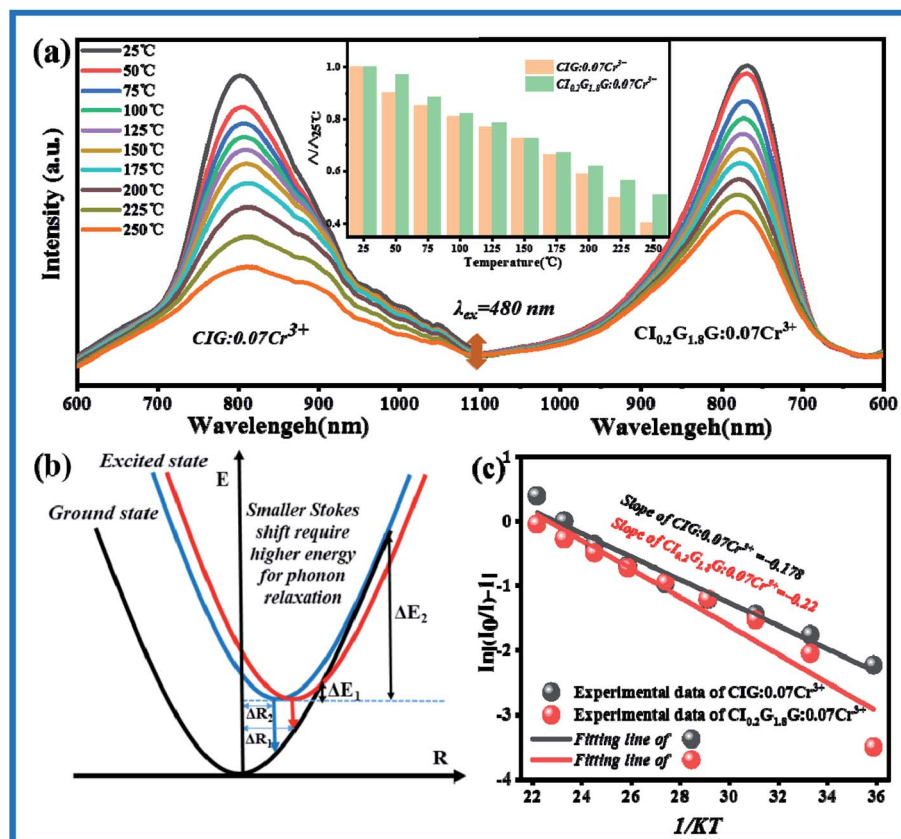 (a)
25℃
50℃
75℃
100℃
125℃
150℃
175℃
200℃
225℃
250℃
Intensity (a.u.)
CIG:0.07Cr³⁻
CI₀.₂G₁.₈G:0.07Cr³⁻
Λ/Λ25℃
1.0
0.8
0.6
0.4
25 50 75 100 125 150 175 200 225 250
Temperature(℃)
λex=480 nm
CIG:0.07Cr³⁺
CI₀.₂G₁.₈G:0.07Cr³⁺
600 700 800 900 1000 1100 1000 900 800 700 600
Wavelengeh(nm)
Wavelengeh(nm)
(b)
Excited state
Ground state
E
Smaller Stokes
shift require
higher energy
for phonon
relaxation
ΔE₂
ΔE₁
ΔR₂
ΔR₁
R
(c)
In|(I0/I)-1|
1
0
-1
-2
-3
-4
Slope of CIG:0.07Cr³⁺=-0.178
Slope of CI₀.₂G₁.₈G:0.07Cr³⁺=-0.22
Experimental data of CIG:0.07Cr³⁺
Experimental data of CI₀.₂G₁.₈G:0.07Cr³⁺
Fitting line of
Fitting line of
22 24 26 28 30 32 34 36
1/KT